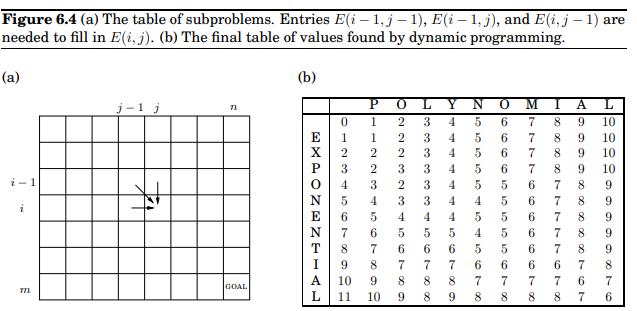 Figure 6.4 (a) The table of subproblems. Entries E(i − 1, j − 1), E(i − 1, j), and E(i, j − 1) are
needed to fill in E(i, j). (b) The final table of values found by dynamic programming.
(a)
j − 1 j n
i − 1
i
m
GOAL
(b)
P O L Y N O M I A L
0 1 2 3 4 5 6 7 8 9 10
E 1 1 2 3 4 5 6 7 8 9 10
X 2 2 2 3 4 5 6 7 8 9 10
P 3 2 3 3 4 5 6 7 8 9 10
O 4 3 2 3 4 5 5 6 7 8 9
N 5 4 3 3 4 4 5 6 7 8 9
E 6 5 4 4 4 5 5 6 7 8 9
N 7 6 5 5 5 4 5 6 7 8 9
T 8 7 6 6 6 5 5 6 7 8 9
I 9 8 7 7 7 6 6 6 6 7 8
A 10 9 8 8 8 7 7 7 7 6 7
L 11 10 9 8 9 8 8 8 8 7 6